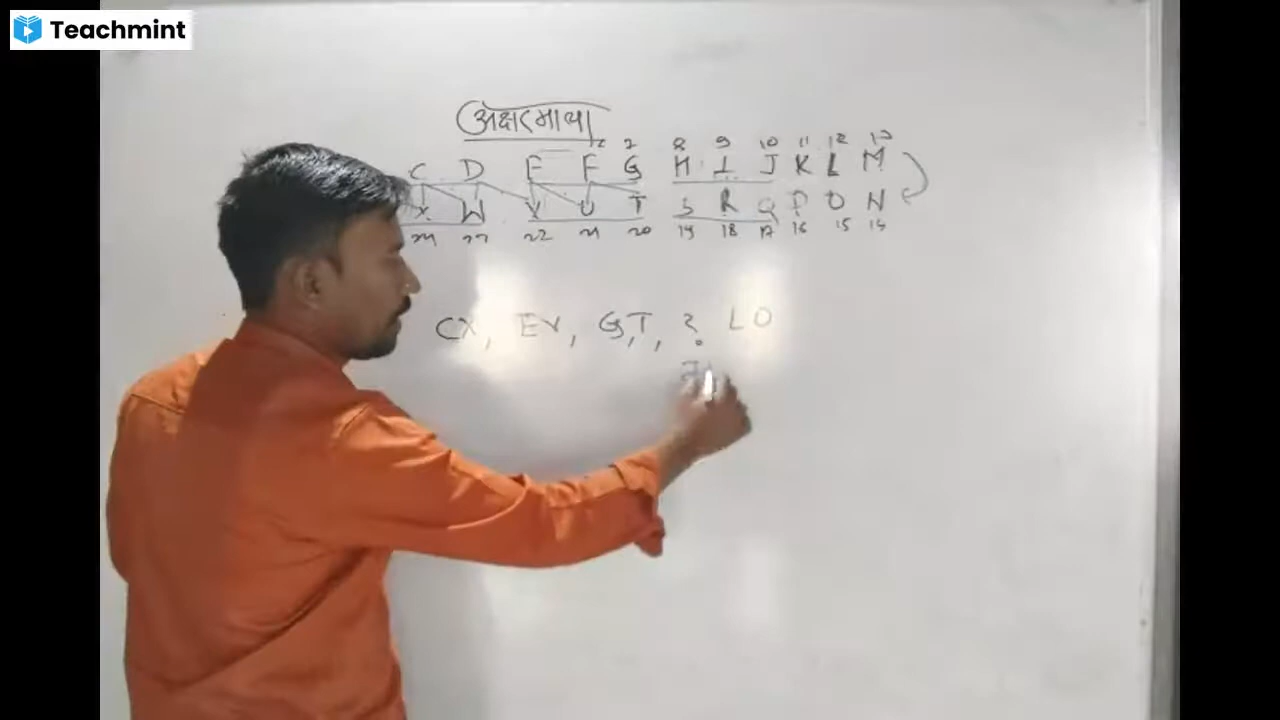 Teachmint
अक्षरमाला
7 8 9 10 11 12 13
C D E F G H I J K L M
X W V U T S R Q P O N
24 23 22 21 20 19 18 17 16 15 14
CX, EV, GT, ? LO